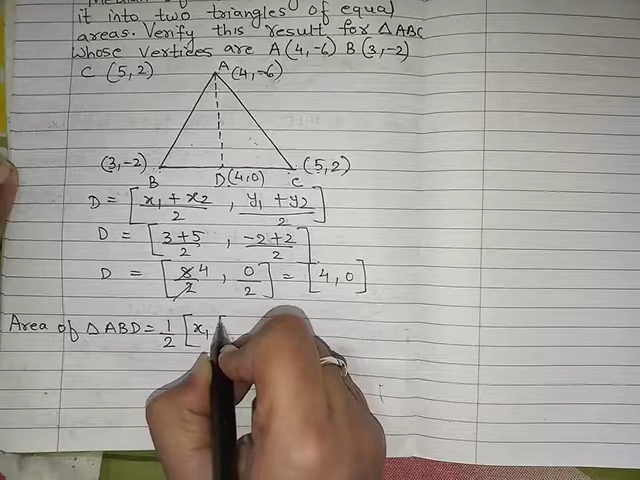 it into two triangles of equal
areas. Verify this result for △ABC
whose vertices are A(4,-6) B(3,-2)
C (5,2)
A (4,-6)
(3,-2) (5,2)
B D(4,0) C
D = [x₁ + x₂/2 , y₁ + y₂/2]
D = [3+5/2 , -2+2/2]
D = [8/2 4 , 0/2] = [4,0]
Area of △ABD = 1/2 [x₁